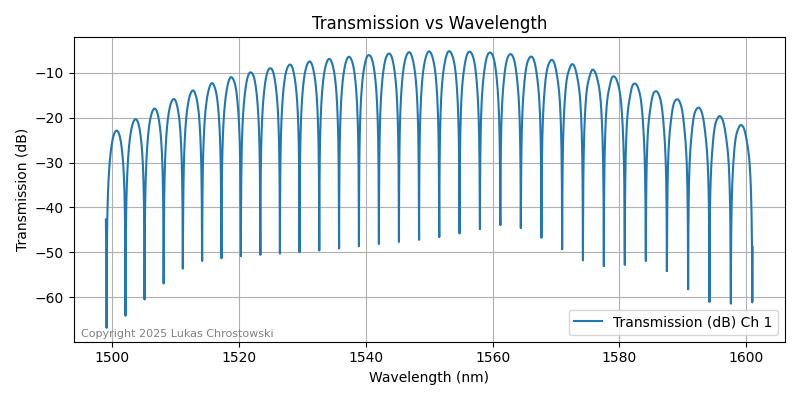 Transmission vs Wavelength
Transmission (dB)
−10
−20
−30
−40
−50
−60
Copyright 2025 Lukas Chrostowski
Transmission (dB) Ch 1
1500
1520
1540
1560
1580
1600
Wavelength (nm)